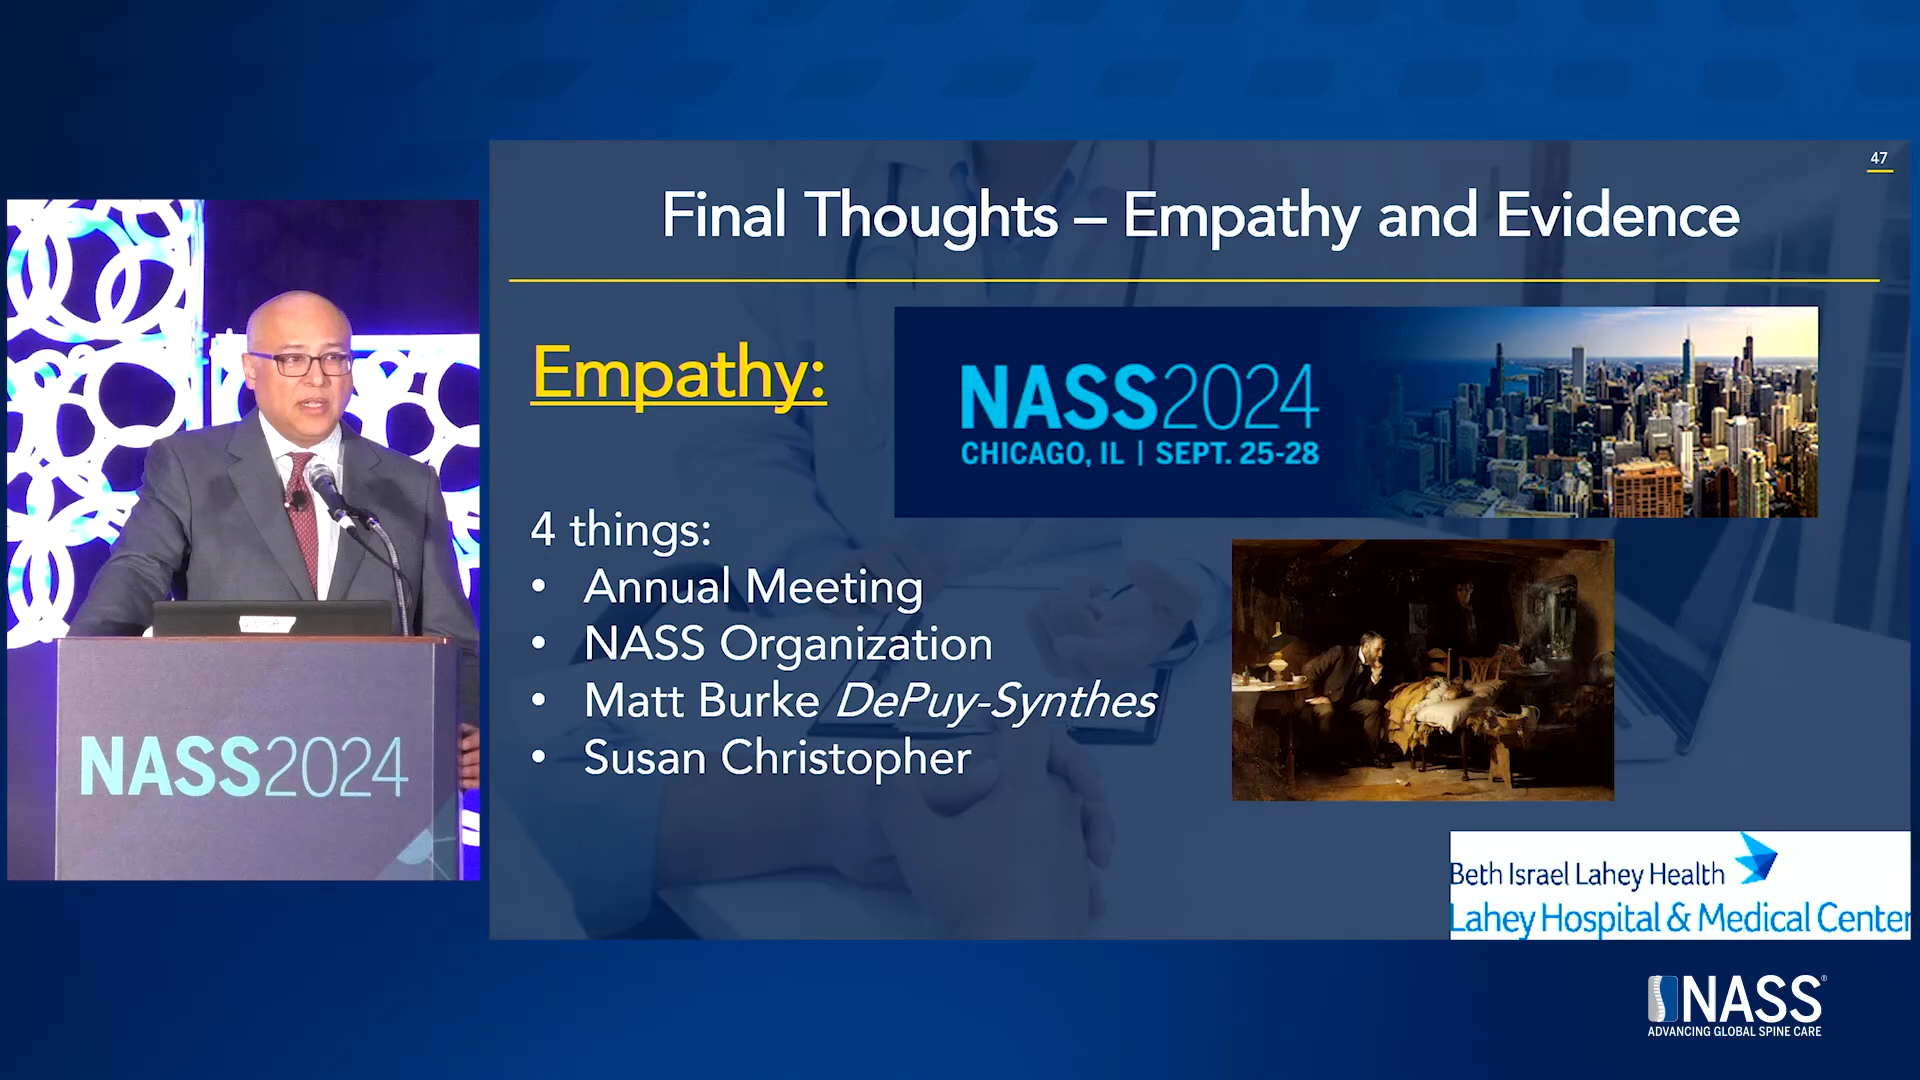 47
Final Thoughts – Empathy and Evidence
Empathy:
NASS2024
CHICAGO, IL | SEPT. 25-28
4 things:
• Annual Meeting
• NASS Organization
• Matt Burke DePuy-Synthes
• Susan Christopher
Beth Israel Lahey Health
Lahey Hospital & Medical Center
NASS2024
NASS®
ADVANCING GLOBAL SPINE CARE